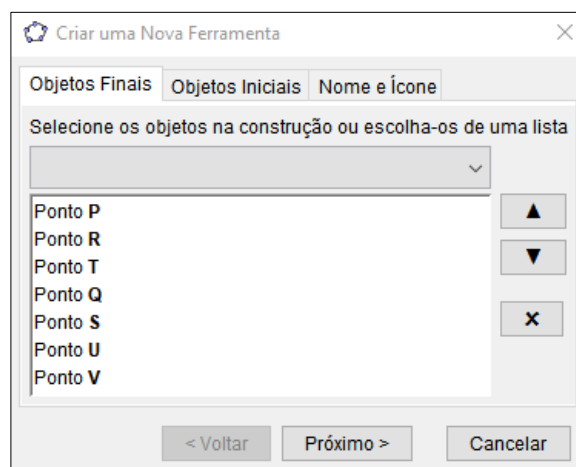 Criar uma Nova Ferramenta
Objetos Finais Objetos Iniciais Nome e Ícone
Selecione os objetos na construção ou escolha-os de uma lista
Ponto P
Ponto R
Ponto T
Ponto Q
Ponto S
Ponto U
Ponto V
< Voltar Próximo > Cancelar